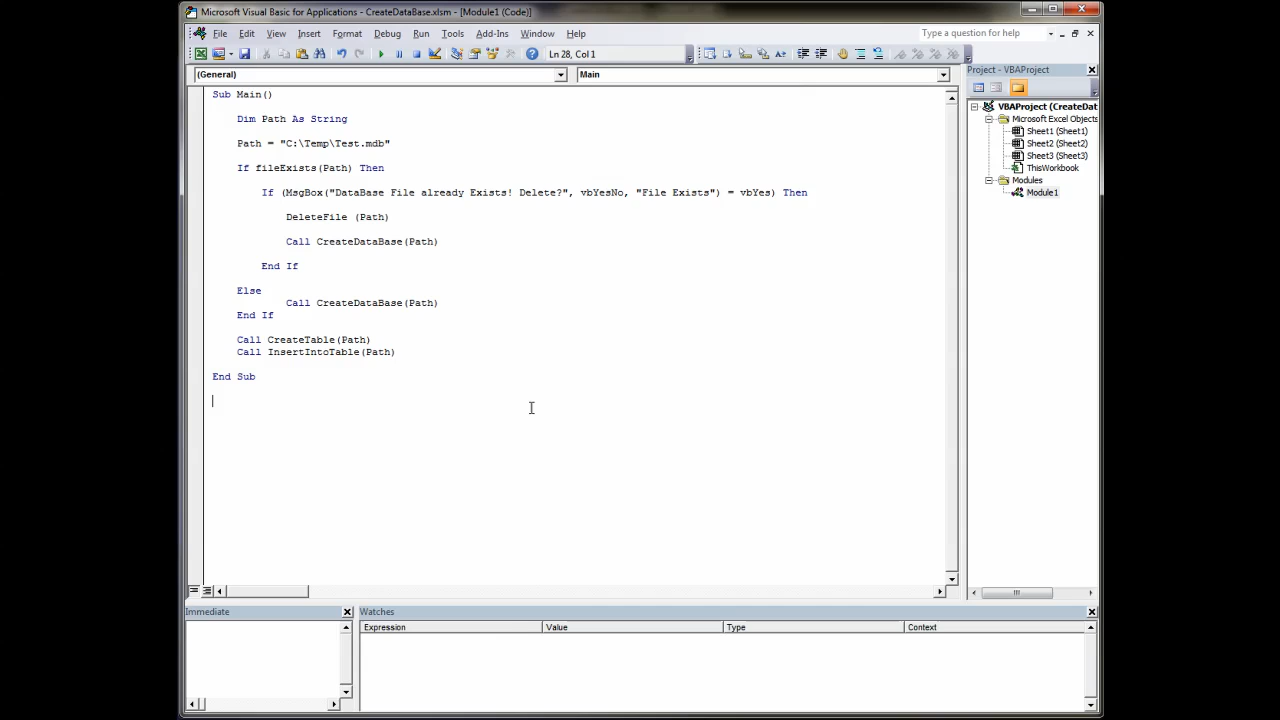 Microsoft Visual Basic for Applications - CreateDataBase.xlsm - [Module1 (Code)]
File Edit View Insert Format Debug Run Tools Add-Ins Window Help
Type a question for help
Ln 28, Col 1
(General)
Main
Sub Main()
Dim Path As String
Path = "C:\Temp\Test.mdb"
If fileExists(Path) Then
If (MsgBox("DataBase File already Exists! Delete?", vbYesNo, "File Exists") = vbYes) Then
DeleteFile (Path)
Call CreateDataBase(Path)
End If
Else
Call CreateDataBase(Path)
End If
Call CreateTable(Path)
Call InsertIntoTable(Path)
End Sub
Project - VBAProject
VBAProject (CreateDat
Microsoft Excel Objects
Sheet1 (Sheet1)
Sheet2 (Sheet2)
Sheet3 (Sheet3)
ThisWorkbook
Modules
Module1
Immediate
Watches
Expression Value Type Context